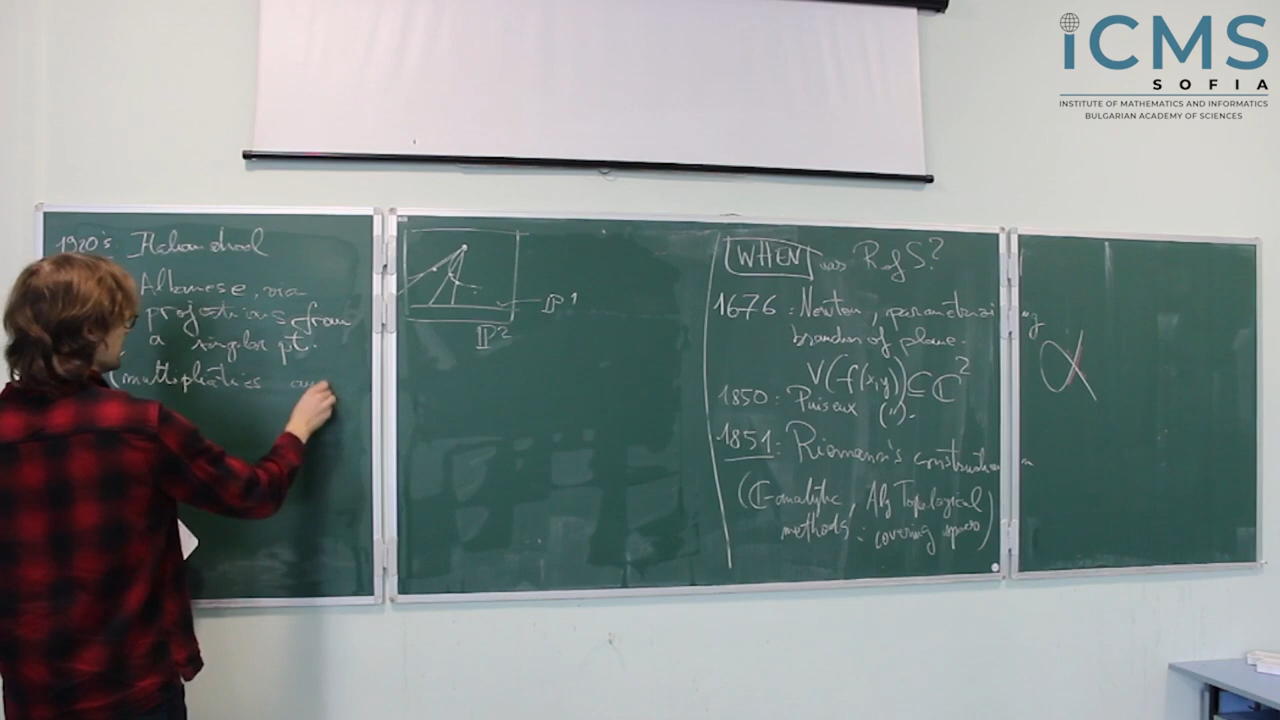 iCMS
SOFIA
INSTITUTE OF MATHEMATICS AND INFORMATICS
BULGARIAN ACADEMY OF SCIENCES
1920's: Italian school
Albanese, via
projections from
a singular pt.
(multiplicities
ℙ¹
ℙ²
WHEN was R of S?
1676: Newton, parametrizing
branches of plane
V(f(x,y)) ⊆ ℂ²
1850: Puiseux (").
1851: Riemann's construction
(ℂ-analytic, Alg Topological
methods: covering spaces)
α